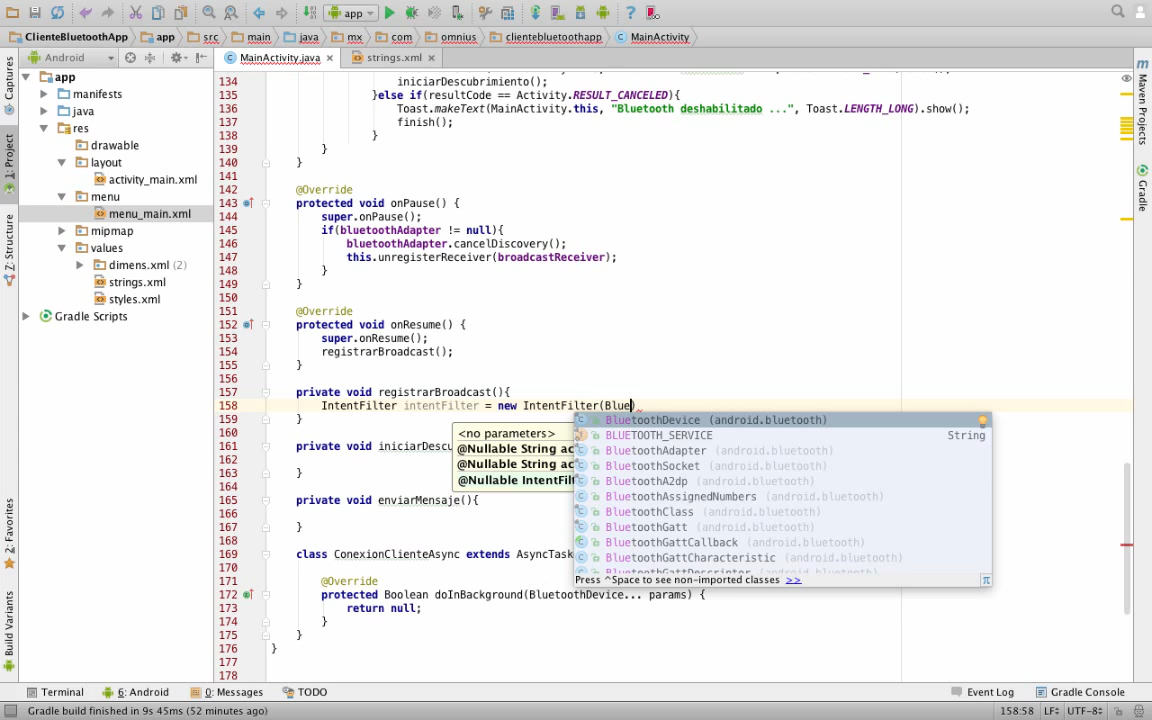 app
ClienteBluetoothApp app src main java mx com omnius clientebluetoothapp MainActivity
Android
MainActivity.java
strings.xml
Captures
1: Project
Z: Structure
2: Favorites
Build Variants
Maven Projects
Gradle
app
manifests
java
res
drawable
layout
activity_main.xml
menu
menu_main.xml
mipmap
values
dimens.xml (2)
strings.xml
styles.xml
Gradle Scripts
134 iniciarDescubrimiento();
135 }else if(resultCode == Activity.RESULT_CANCELED){
136 Toast.makeText(MainActivity.this, "Bluetooth deshabilitado ...", Toast.LENGTH_LONG).show();
137 finish();
138 }
139 }
140 }
141
142 @Override
143 protected void onPause() {
144 super.onPause();
145 if(bluetoothAdapter != null){
146 bluetoothAdapter.cancelDiscovery();
147 this.unregisterReceiver(broadcastReceiver);
148 }
149 }
150
151 @Override
152 protected void onResume() {
153 super.onResume();
154 registrarBroadcast();
155 }
156
157 private void registrarBroadcast(){
158 IntentFilter intentFilter = new IntentFilter(Blue)
159 }
160
161 private void iniciarDescu
162
163 }
164
165 private void enviarMensaje(){
166
167 }
168
169 class ConexionClienteAsync extends AsyncTask
170
171 @Override
172 protected Boolean doInBackground(BluetoothDevice... params) {
173 return null;
174 }
175 }
176 }
177
178
<no parameters>
@Nullable String ac
@Nullable String ac
@Nullable IntentFilt
BluetoothDevice (android.bluetooth)
BLUETOOTH_SERVICE String
BluetoothAdapter (android.bluetooth)
BluetoothSocket (android.bluetooth)
BluetoothA2dp (android.bluetooth)
BluetoothAssignedNumbers (android.bluetooth)
BluetoothClass (android.bluetooth)
BluetoothGatt (android.bluetooth)
BluetoothGattCallback (android.bluetooth)
BluetoothGattCharacteristic (android.bluetooth)
BluetoothGattDescriptor (android.bluetooth)
Press ^Space to see non-imported classes >>
π
Terminal 6: Android 0: Messages TODO Event Log Gradle Console
Gradle build finished in 9s 45ms (52 minutes ago) 158:58 LF UTF-8